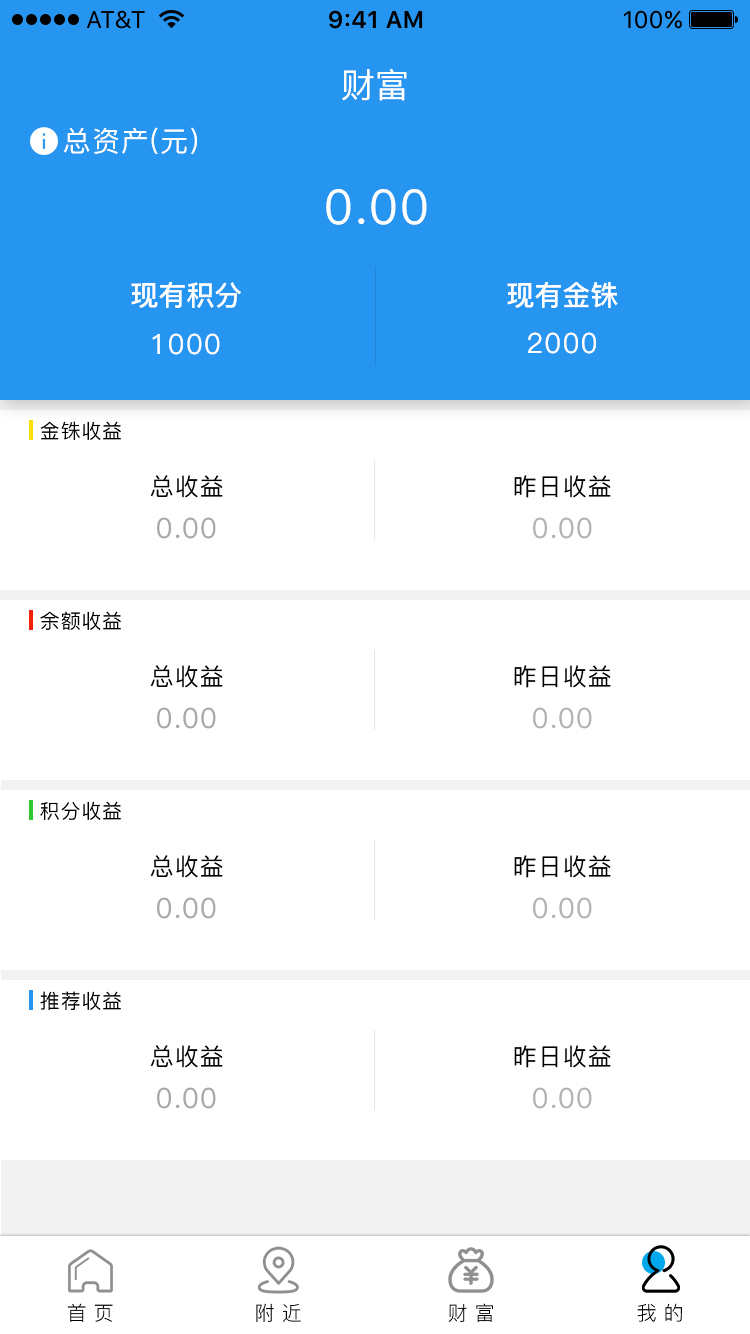 AT&T 9:41 AM 100%
财富
总资产(元)
0.00
现有积分 现有金铢
1000 2000
金铢收益
总收益 昨日收益
0.00 0.00
余额收益
总收益 昨日收益
0.00 0.00
积分收益
总收益 昨日收益
0.00 0.00
推荐收益
总收益 昨日收益
0.00 0.00
首页 附近 财富 我的